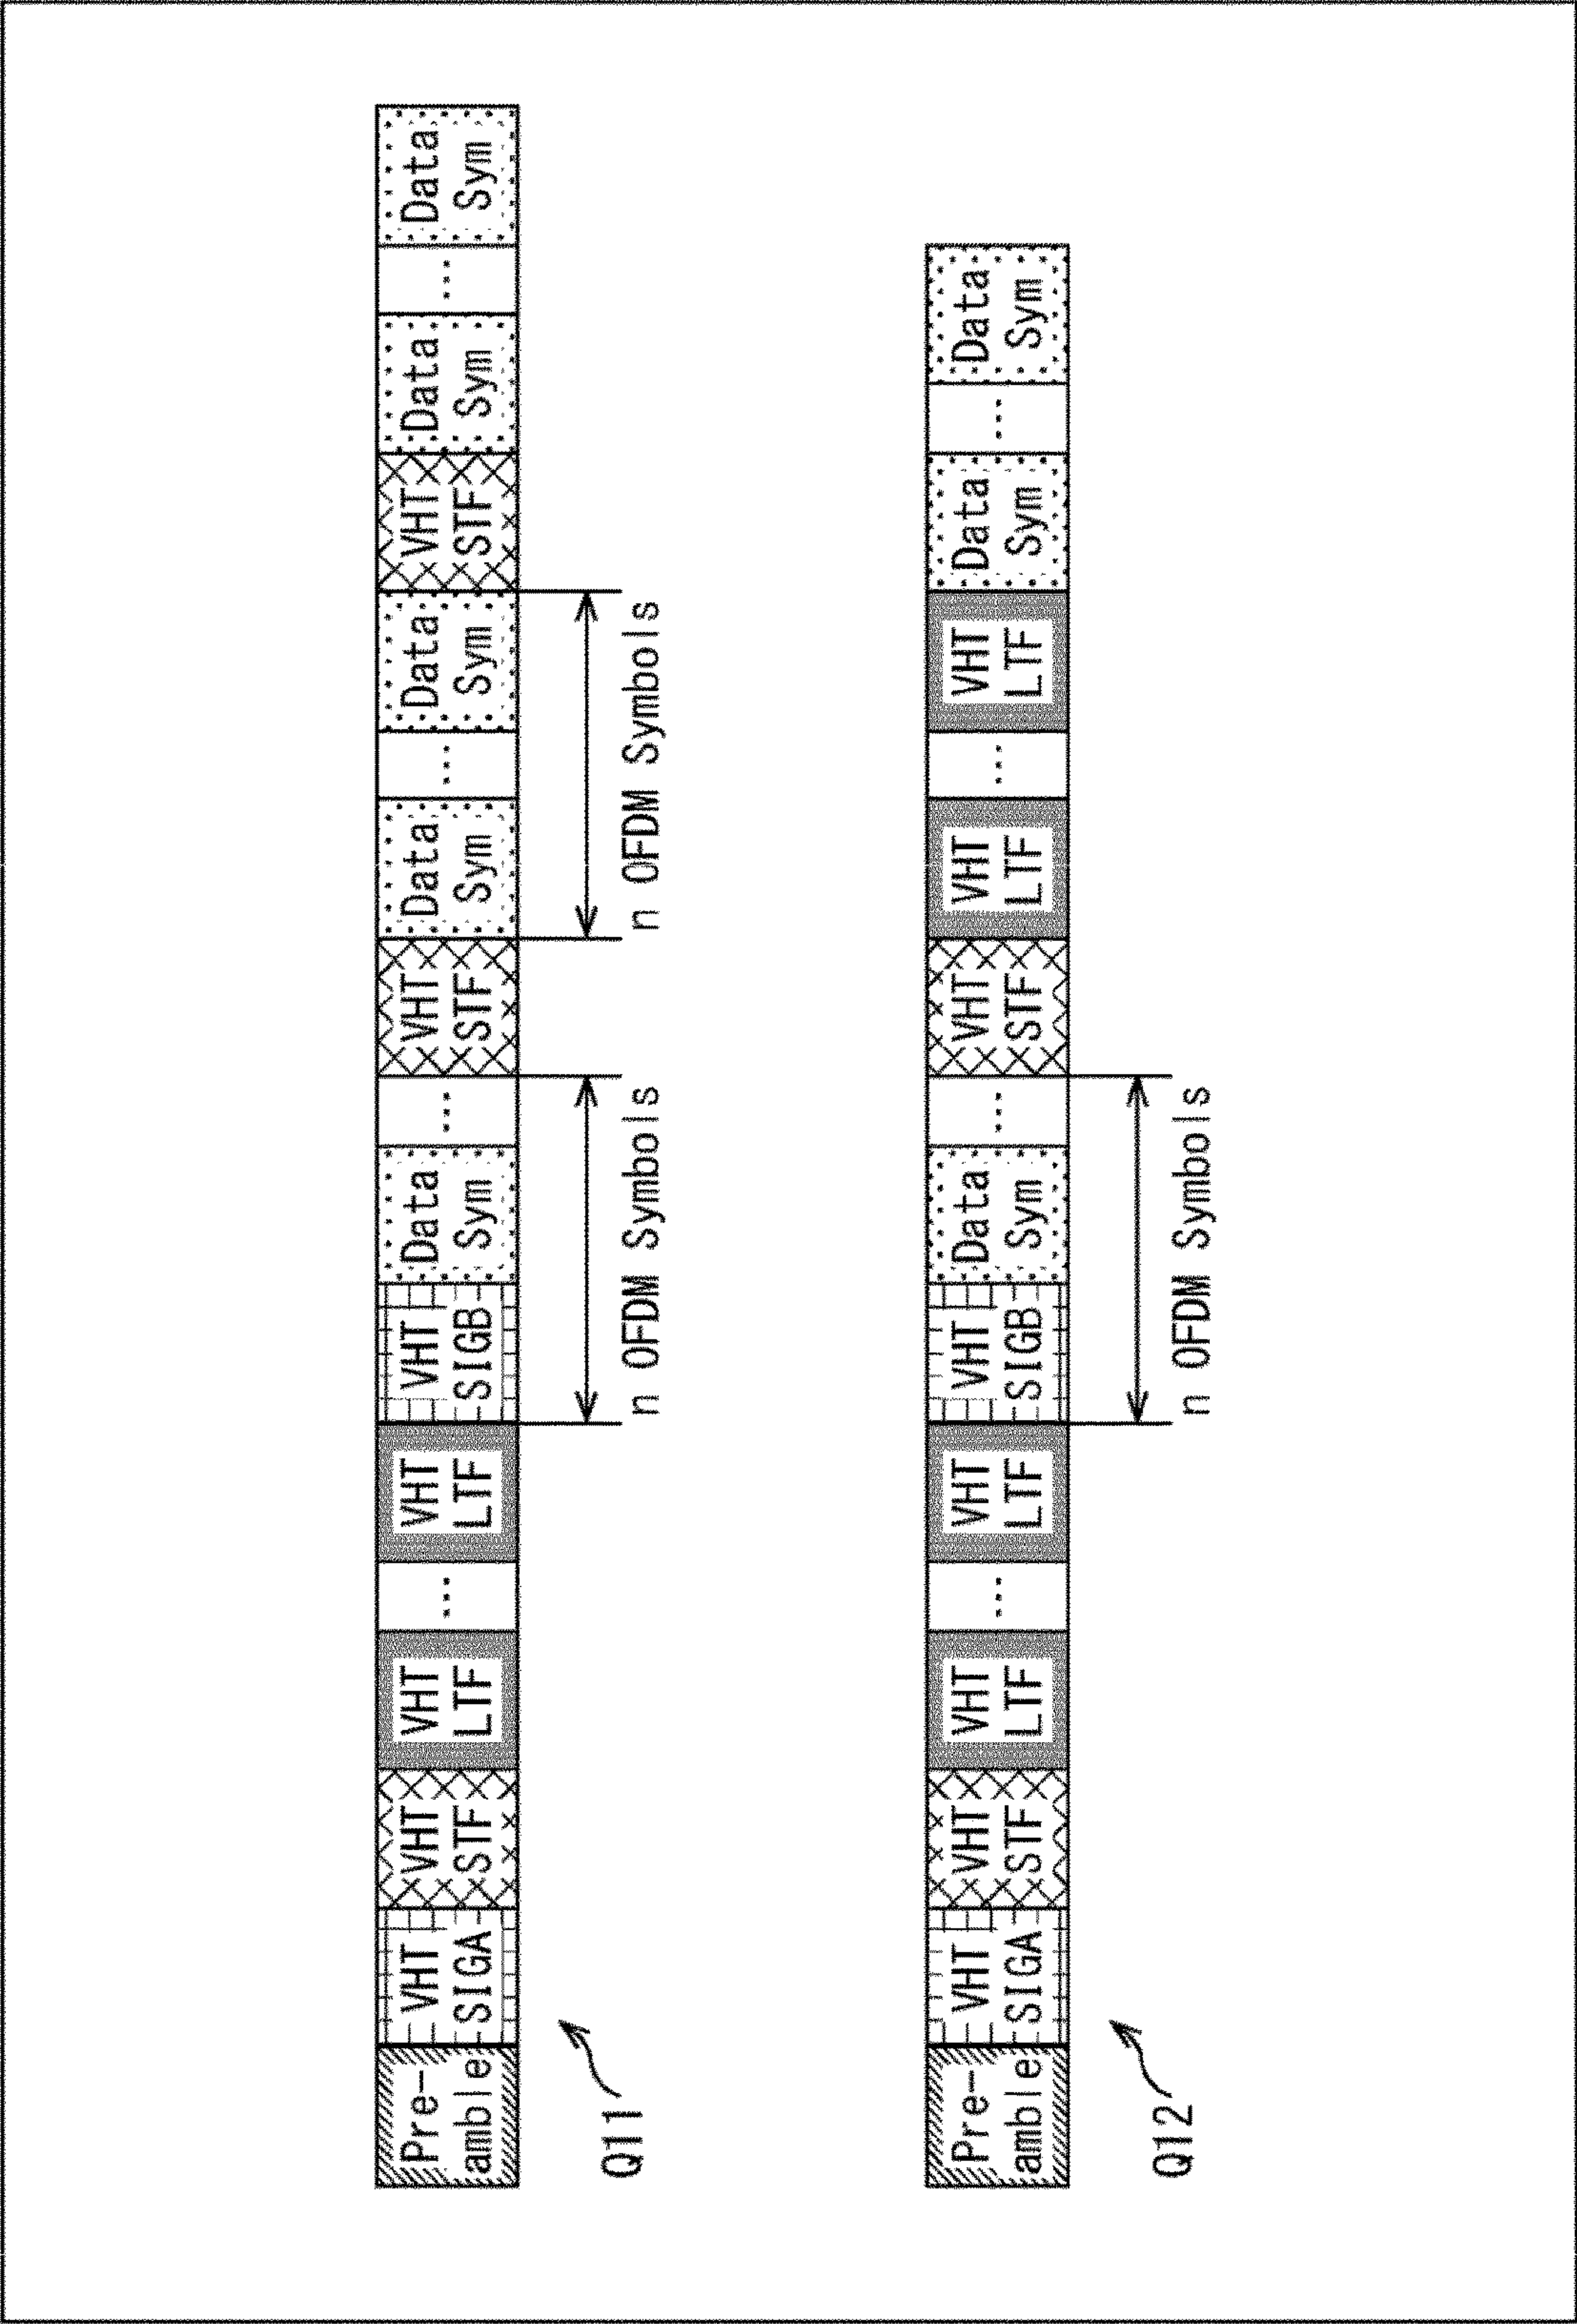 Pre-
amble
VHT
SIGA
VHT
STF
VHT
LTF
...
VHT
LTF
VHT
SIGB
Data
Sym
...
VHT
STF
Data
Sym
...
Data
Sym
VHT
STF
Data
Sym
...
Data
Sym
n OFDM Symbols
n OFDM Symbols
Q11
Pre-
amble
VHT
SIGA
VHT
STF
VHT
LTF
...
VHT
LTF
VHT
SIGB
Data
Sym
...
VHT
STF
VHT
LTF
...
VHT
LTF
Data
Sym
...
Data
Sym
n OFDM Symbols
Q12